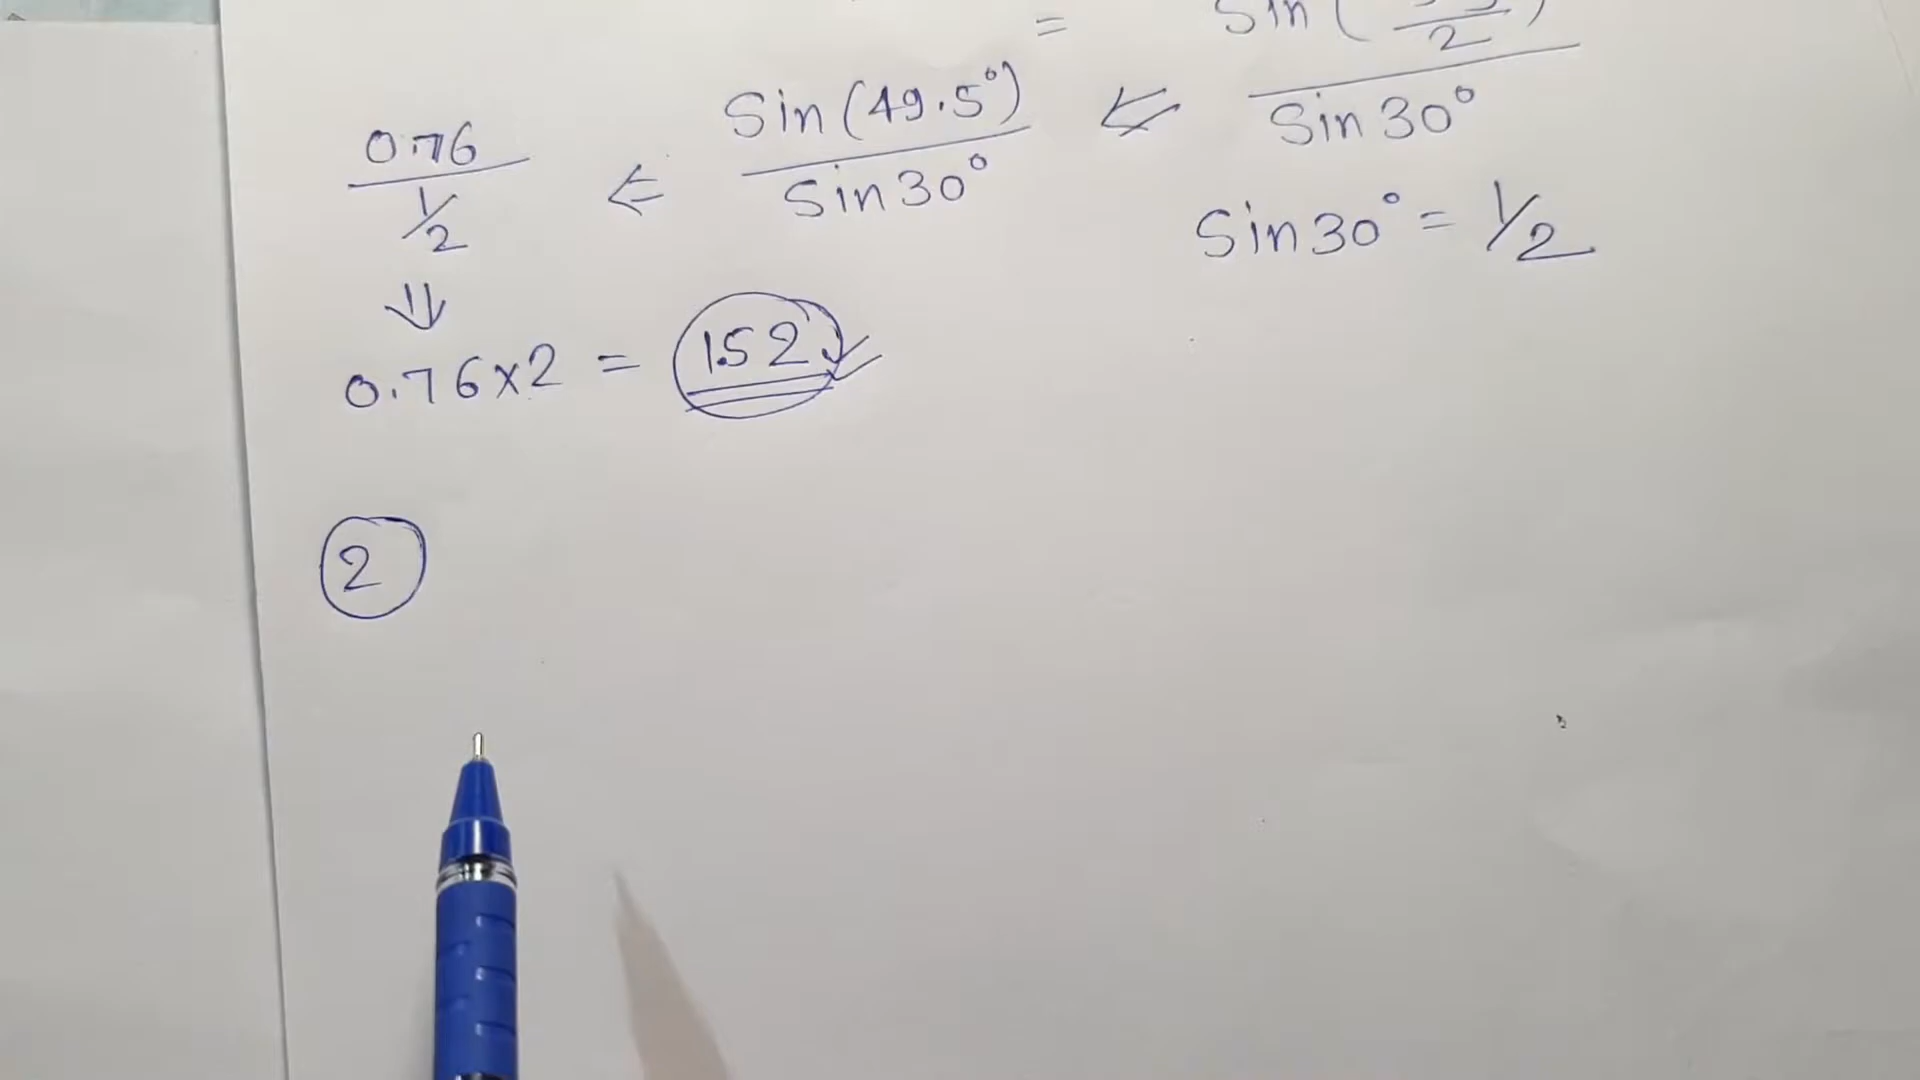 = Sin ( /2 )
Sin (49.5°) / Sin 30° ⇐ / Sin 30°
0.76 / 1/2 ⇐
Sin 30° = 1/2
⇓
0.76 x 2 = 1.52
2